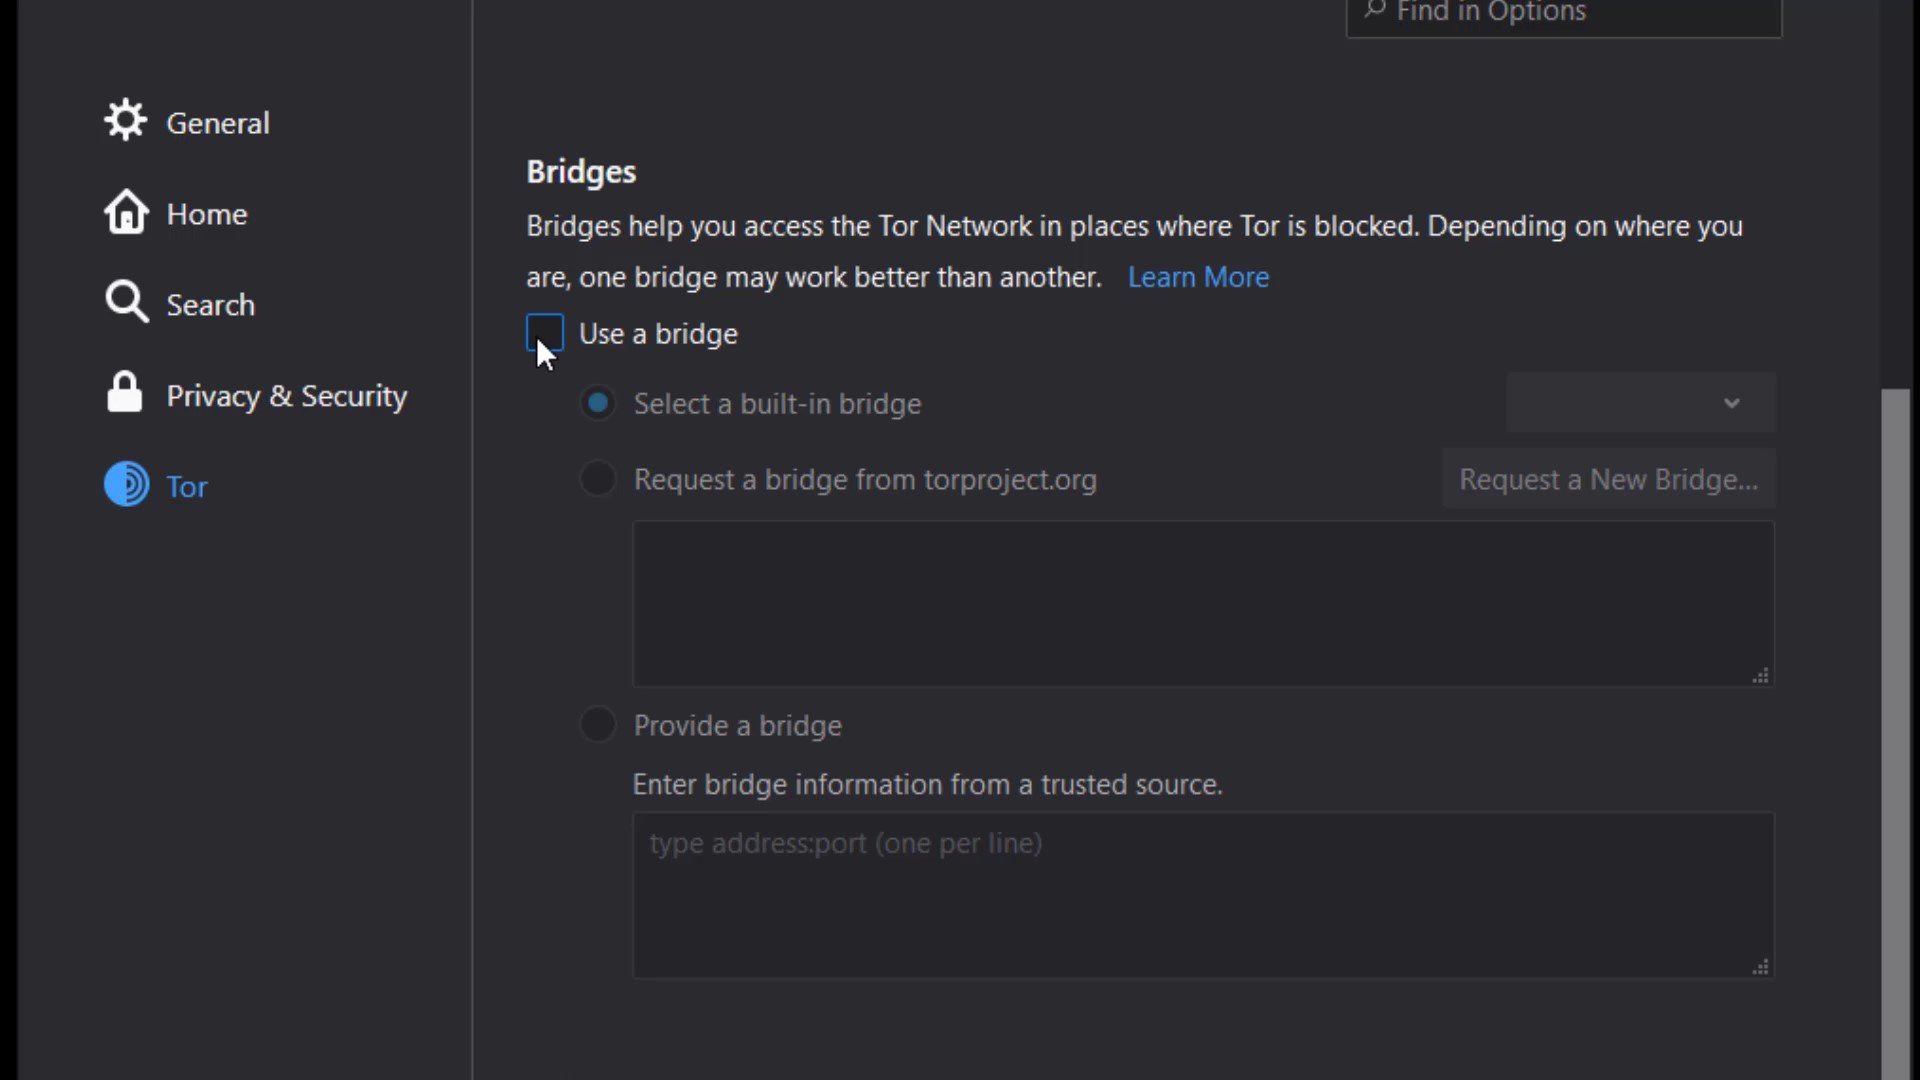 Find in Options
General
Home
Search
Privacy & Security
Tor
Bridges
Bridges help you access the Tor Network in places where Tor is blocked. Depending on where you
are, one bridge may work better than another. Learn More
Use a bridge
Select a built-in bridge
Request a bridge from torproject.org
Request a New Bridge...
Provide a bridge
Enter bridge information from a trusted source.
type address:port (one per line)